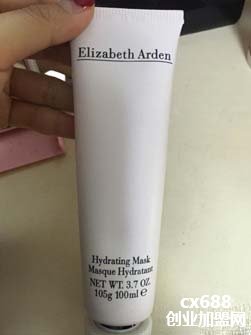 Elizabeth Arden
Hydrating Mask
Masque Hydratant
NET WT. 3.7 OZ.
105g 100ml e
cx688
创业加盟网